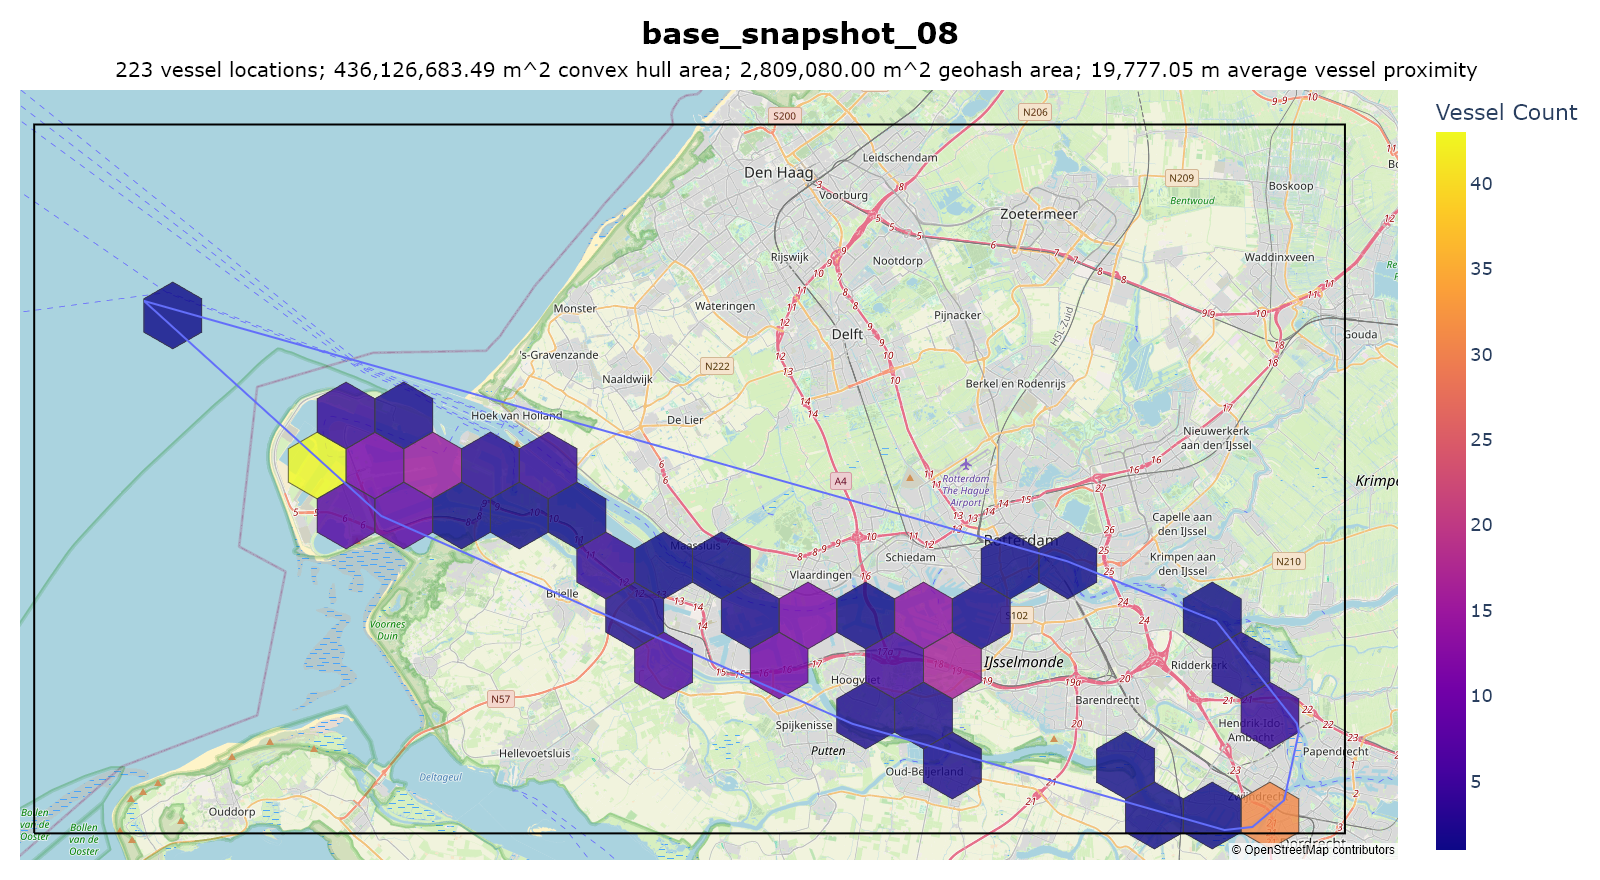 base_snapshot_08
223 vessel locations; 436,126,683.49 m^2 convex hull area; 2,809,080.00 m^2 geohash area; 19,777.05 m average vessel proximity
Vessel Count
40
35
30
25
20
15
10
5
S200
N206
Leidschendam
Den Haag
Voorburg
N209
Boskoop
Bentwoud
Zoetermeer
Rijswijk
Nootdorp
Waddinxveen
Monster
Wateringen
Pijnacker
HSL-Zuid
Delft
Gouda
's-Gravenzande
N222
Naaldwijk
Berkel en Rodenrijs
Hoek van Holland
De Lier
Nieuwerkerk
aan den IJssel
Rotterdam
The Hague
Airport
A4
Capelle aan
den IJssel
Maassluis
Rotterdam
Schiedam
Krimpen aan
den IJssel
N210
Vlaardingen
Brielle
S102
Voornes
Duin
IJsselmonde
Ridderkerk
Hoogvliet
N57
Barendrecht
Spijkenisse
Hendrik-Ido-
Ambacht
Hellevoetsluis
Putten
Papendrecht
Deltageul
Oud-Beijerland
Zwijndrecht
Ouddorp
Bollen
van de
Ooster
Bollen
van de
Ooster
Dordrecht
© OpenStreetMap contributors